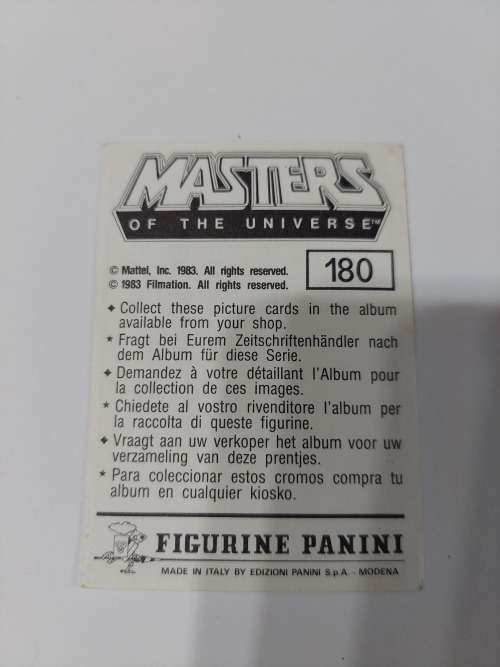 MASTERS
OF THE UNIVERSE™
© Mattel, Inc. 1983. All rights reserved.
© 1983 Filmation. All rights reserved.
180
✦ Collect these picture cards in the album
available from your shop.
★ Fragt bei Eurem Zeitschriftenhändler nach
dem Album für diese Serie.
✦ Demandez à votre détaillant l'Album pour
la collection de ces images.
★ Chiedete al vostro rivenditore l'album per
la raccolta di queste figurine.
✦ Vraagt aan uw verkoper het album voor uw
verzameling van deze prentjes.
★ Para coleccionar estos cromos compra tu
album en cualquier kiosko.
FIGURINE PANINI
MADE IN ITALY BY EDIZIONI PANINI S.p.A. - MODENA